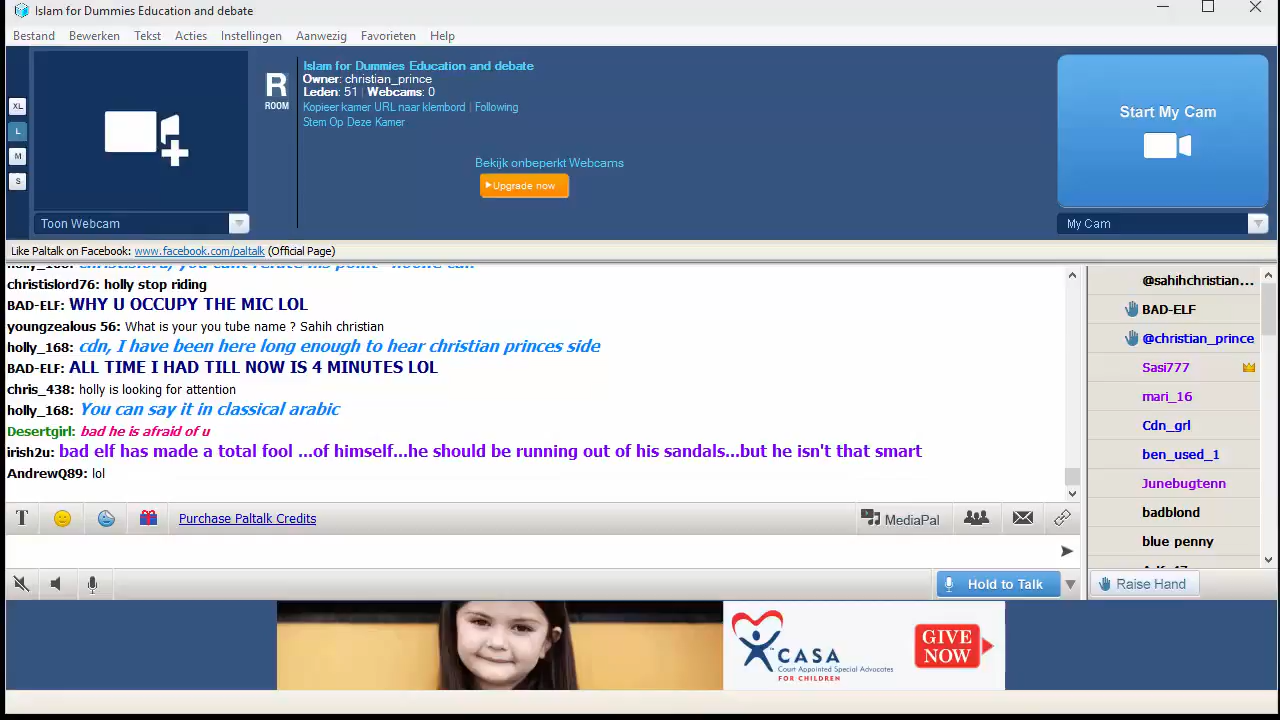 Islam for Dummies Education and debate
Bestand Bewerken Tekst Acties Instellingen Aanwezig Favorieten Help
XL
L
M
S
R
ROOM
Islam for Dummies Education and debate
Owner: christian_prince
Leden: 51 | Webcams: 0
Kopieer kamer URL naar klembord | Following
Stem Op Deze Kamer
Bekijk onbeperkt Webcams
Upgrade now
Start My Cam
Toon Webcam
My Cam
Like Paltalk on Facebook: www.facebook.com/paltalk (Official Page)
christislord76: holly stop riding
BAD-ELF: WHY U OCCUPY THE MIC LOL
youngzealous 56: What is your you tube name ? Sahih christian
holly_168: cdn, I have been here long enough to hear christian princes side
BAD-ELF: ALL TIME I HAD TILL NOW IS 4 MINUTES LOL
chris_438: holly is looking for attention
holly_168: You can say it in classical arabic
Desertgirl: bad he is afraid of u
irish2u: bad elf has made a total fool ...of himself...he should be running out of his sandals...but he isn't that smart
AndrewQ89: lol
@sahihchristian...
BAD-ELF
@christian_prince
Sasi777
mari_16
Cdn_grl
ben_used_1
Junebugtenn
badblond
blue penny
T
Purchase Paltalk Credits
MediaPal
Hold to Talk
Raise Hand
CASA
Court Appointed Special Advocates
FOR CHILDREN
GIVE
NOW